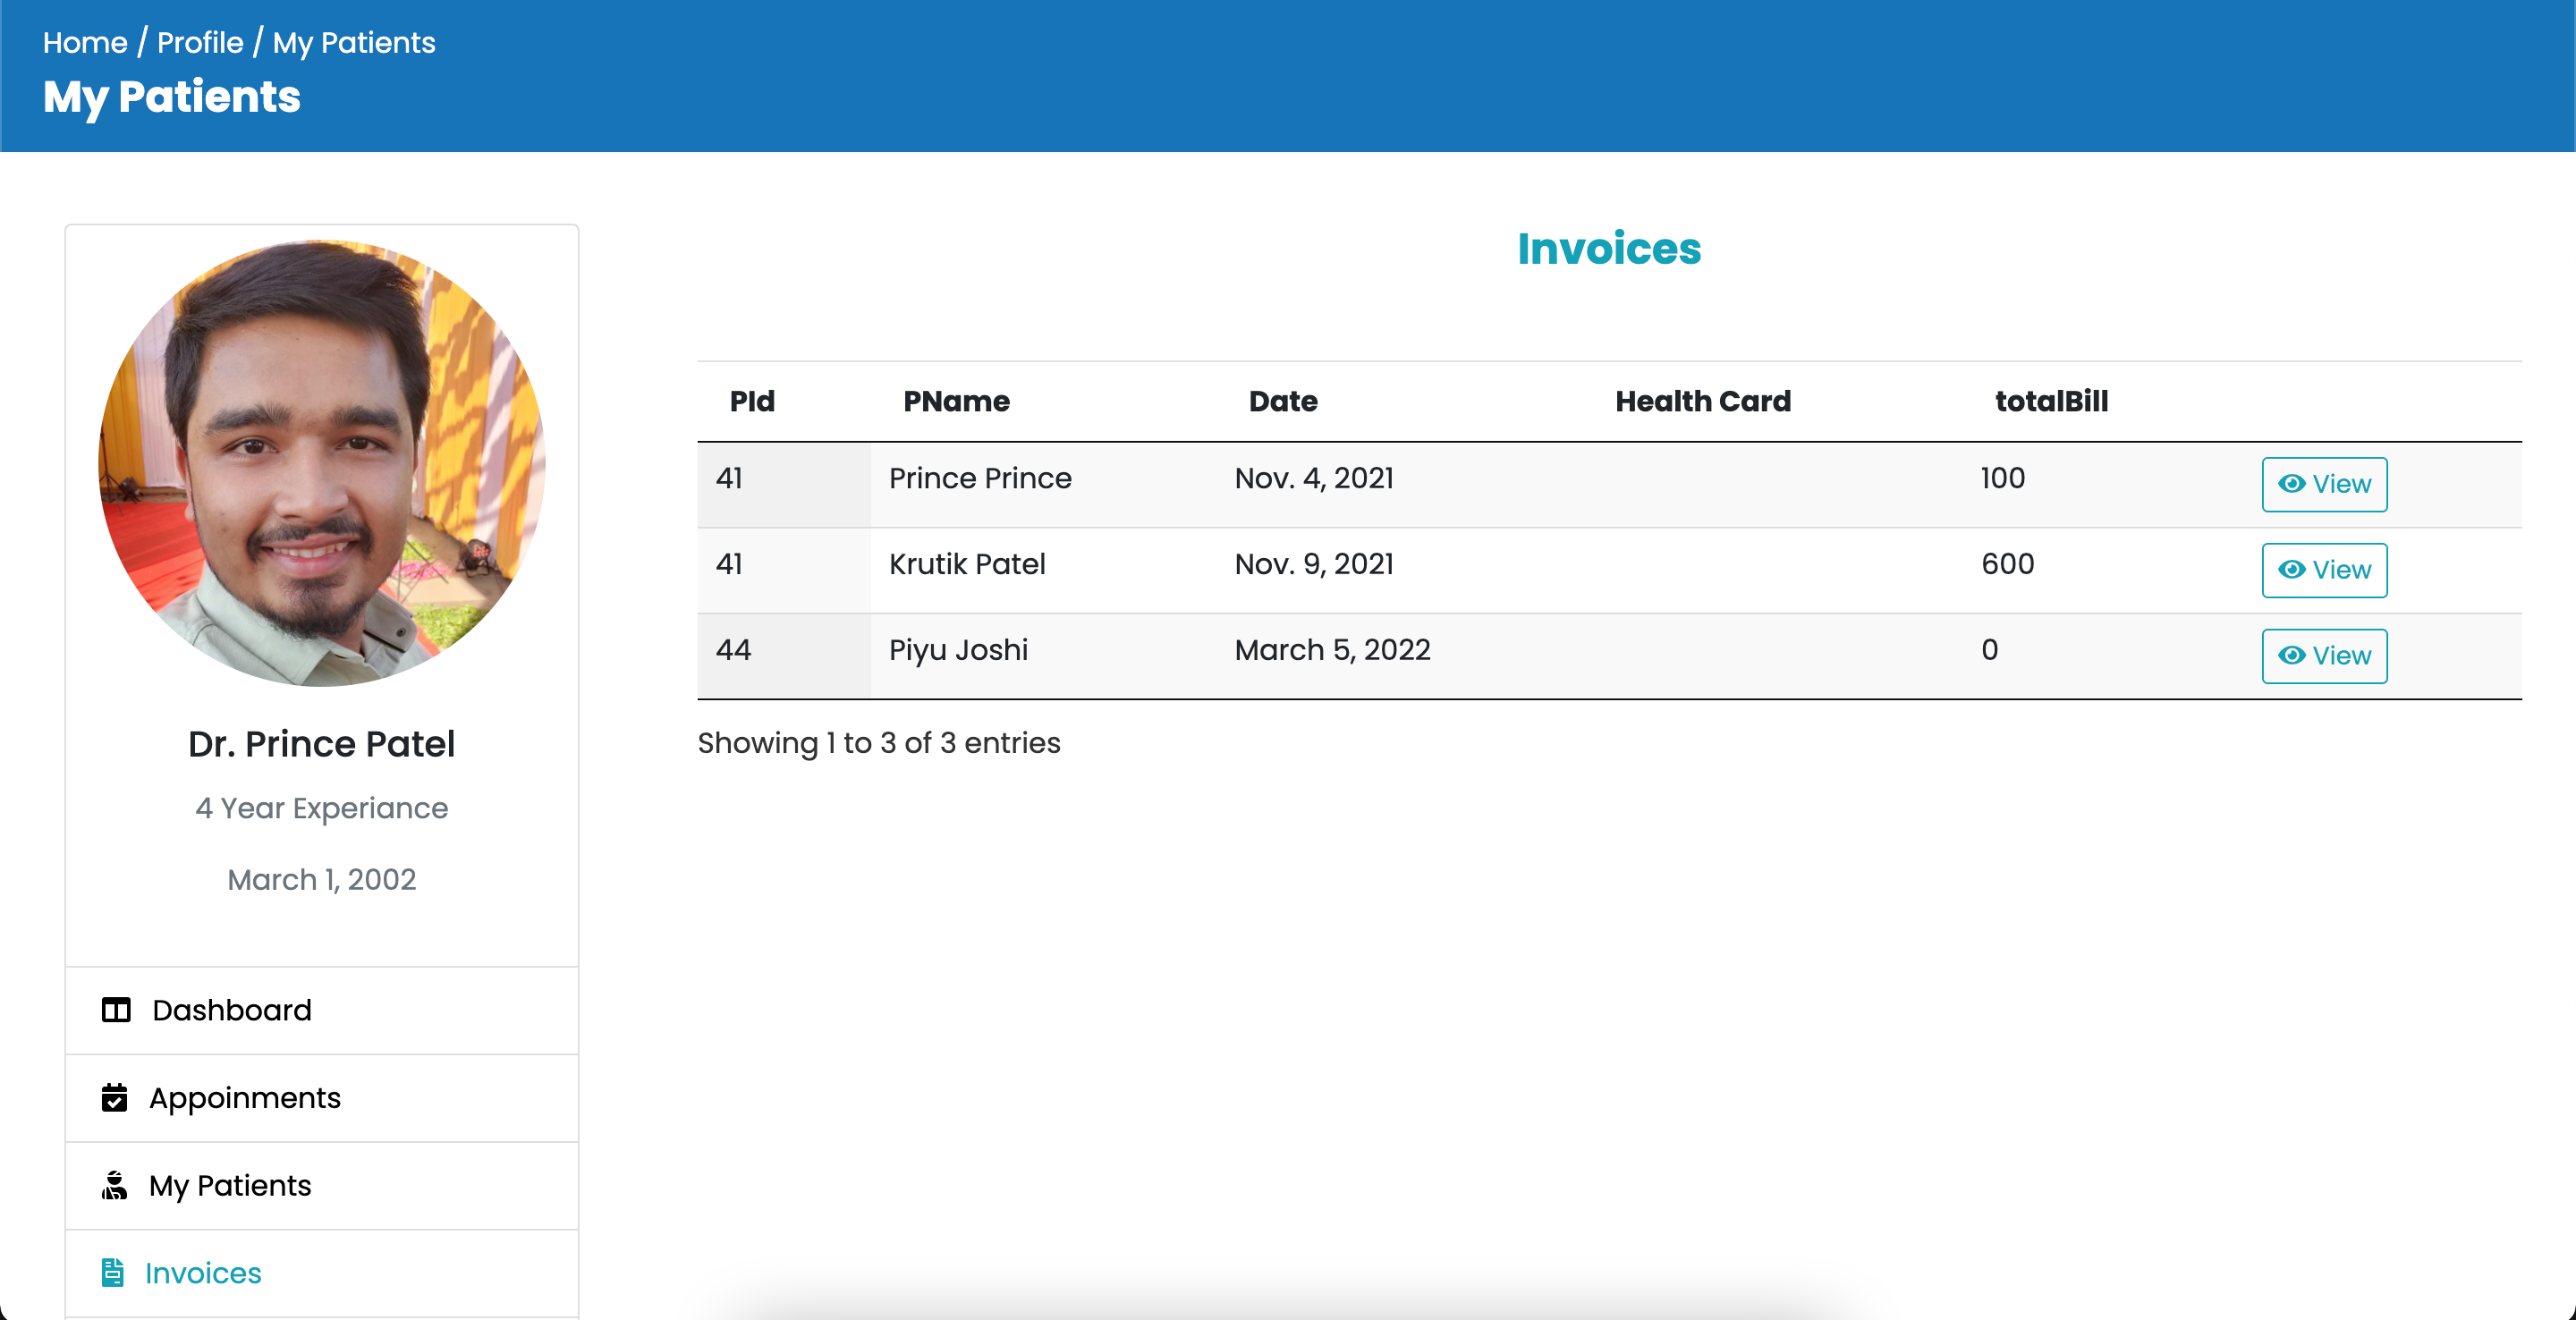 Home / Profile / My Patients
My Patients
Dr. Prince Patel
4 Year Experiance
March 1, 2002
Dashboard
Appoinments
My Patients
Invoices
Invoices
PId PName Date Health Card totalBill
41 Prince Prince Nov. 4, 2021 100 View
41 Krutik Patel Nov. 9, 2021 600 View
44 Piyu Joshi March 5, 2022 0 View
Showing 1 to 3 of 3 entries